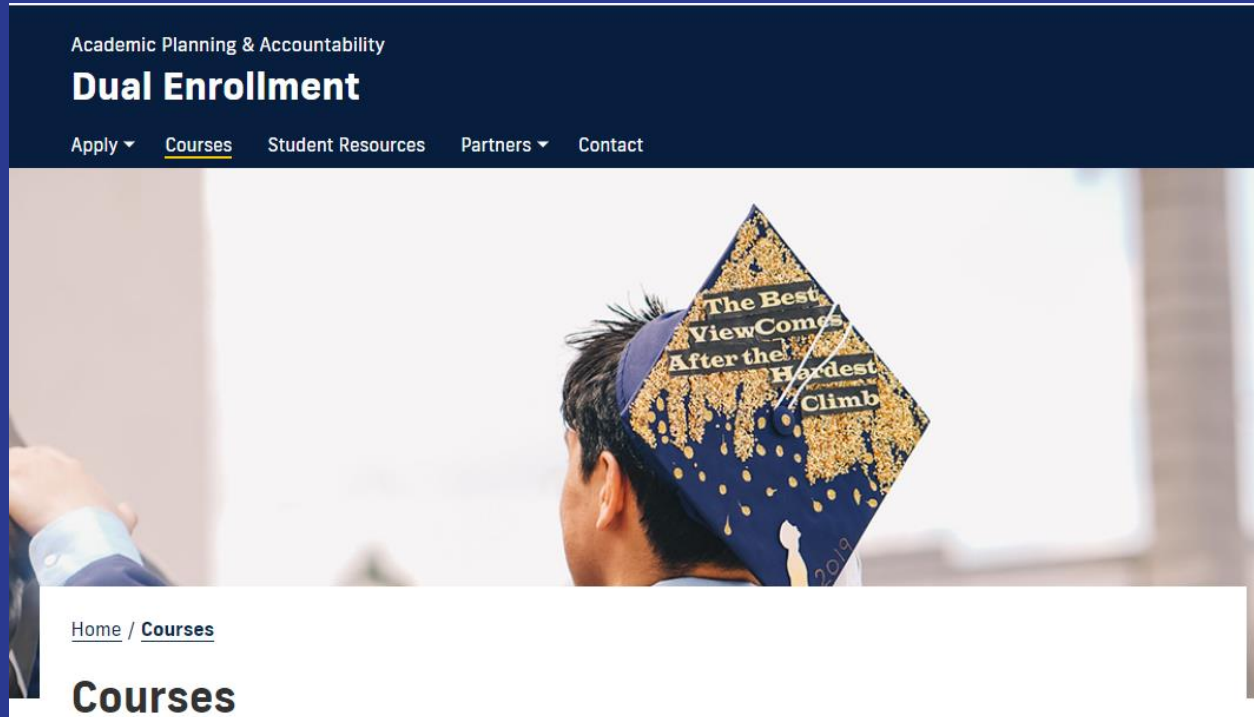 Academic Planning & Accountability
Dual Enrollment
Apply Courses Student Resources Partners Contact
The Best
View Comes
After the
Hardest
Climb
2019
Home / Courses
Courses